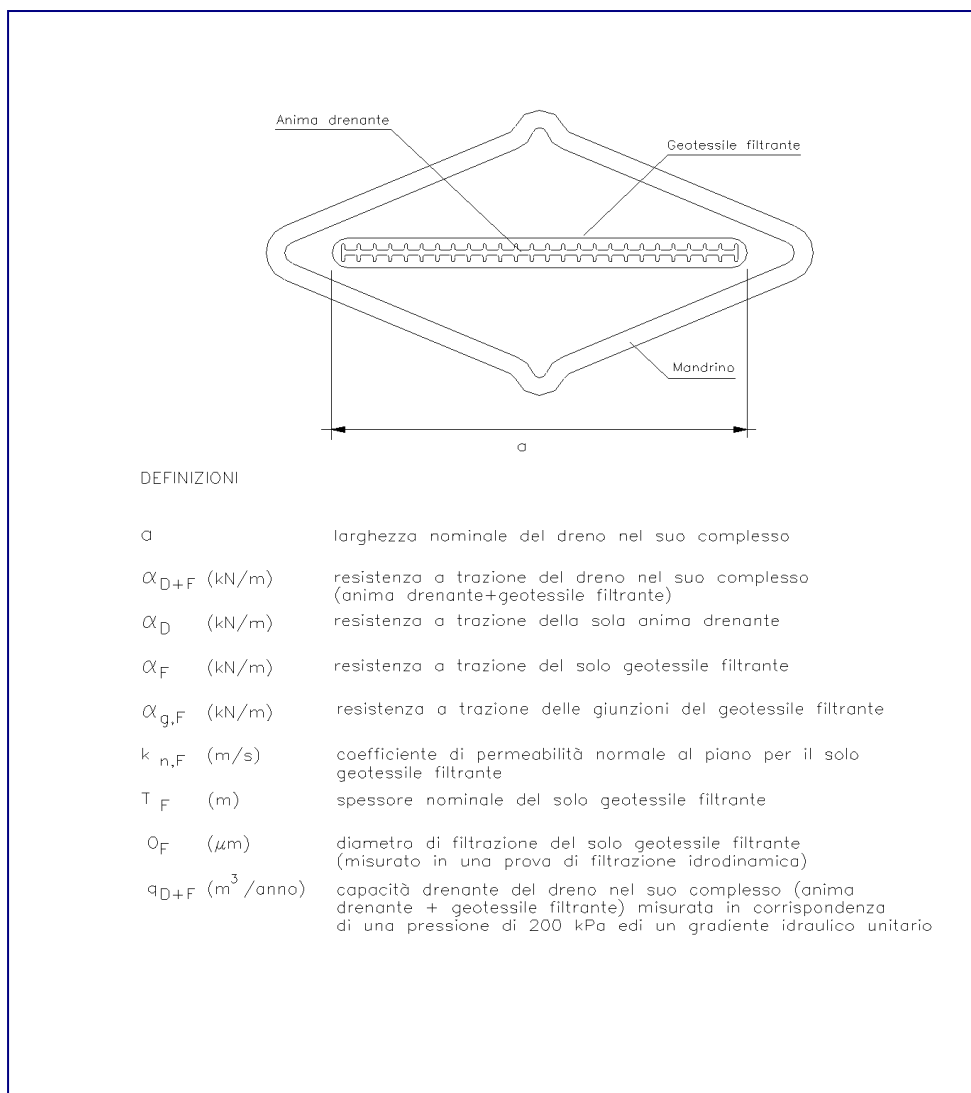 Anima drenante
Geotessile filtrante
Mandrino
a
DEFINIZIONI
a larghezza nominale del dreno nel suo complesso
α D+F (kN/m) resistenza a trazione del dreno nel suo complesso
(anima drenante+geotessile filtrante)
α D (kN/m) resistenza a trazione della sola anima drenante
α F (kN/m) resistenza a trazione del solo geotessile filtrante
α g,F (kN/m) resistenza a trazione delle giunzioni del geotessile filtrante
k n,F (m/s) coefficiente di permeabilità normale al piano per il solo
geotessile filtrante
T F (m) spessore nominale del solo geotessile filtrante
O F (μm) diametro di filtrazione del solo geotessile filtrante
(misurato in una prova di filtrazione idrodinamica)
q D+F (m³/anno) capacità drenante del dreno nel suo complesso (anima
drenante + geotessile filtrante) misurata in corrispondenza
di una pressione di 200 kPa edi un gradiente idraulico unitario